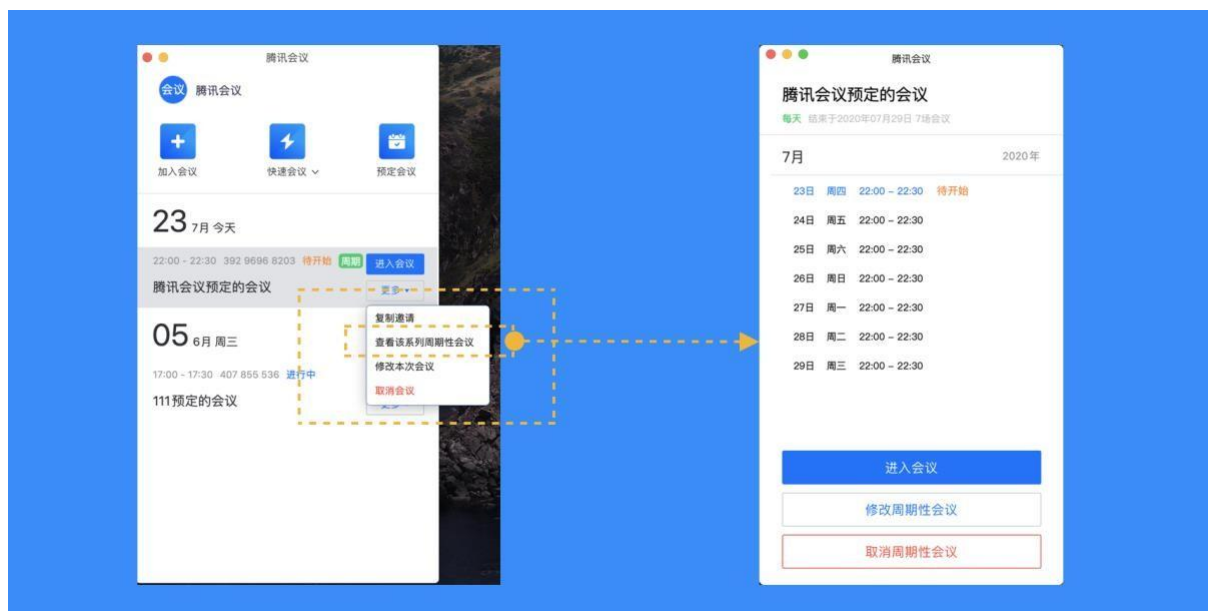 腾讯会议
会议 腾讯会议
加入会议 快速会议 预定会议
23 7月 今天
22:00 - 22:30 392 9696 8203 待开始 周期 进入会议
腾讯会议预定的会议 更多
复制邀请
查看该系列周期性会议
修改本次会议
取消会议
05 6月 周三
17:00 - 17:30 407 855 536 进行中
111预定的会议
腾讯会议
腾讯会议预定的会议
每天 结束于2020年07月29日 7场会议
7月 2020年
23日 周四 22:00 – 22:30 待开始
24日 周五 22:00 – 22:30
25日 周六 22:00 – 22:30
26日 周日 22:00 – 22:30
27日 周一 22:00 – 22:30
28日 周二 22:00 – 22:30
29日 周三 22:00 – 22:30
进入会议
修改周期性会议
取消周期性会议